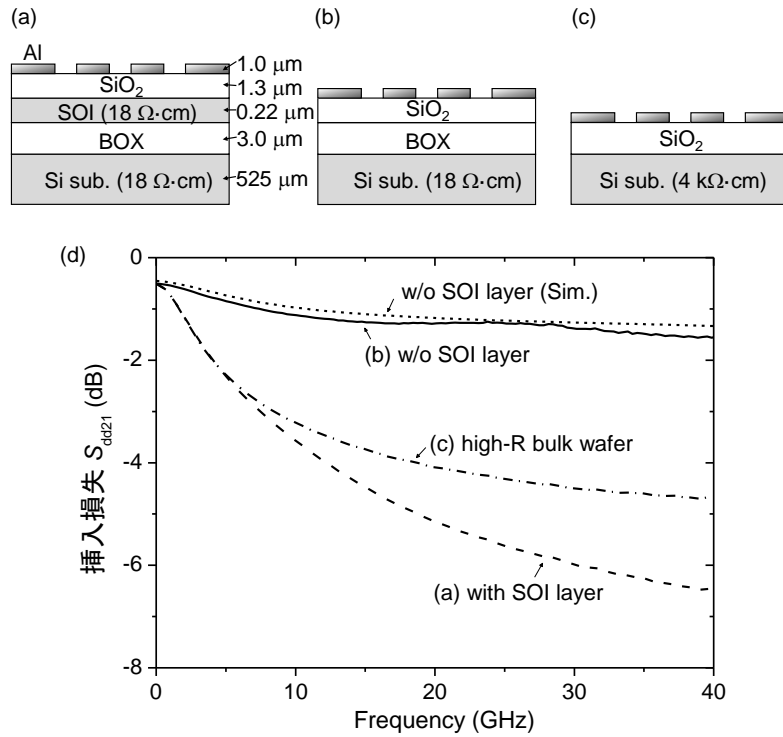 (a)
Al
SiO₂
SOI (18 Ω·cm)
BOX
Si sub. (18 Ω·cm)
1.0 μm
1.3 μm
0.22 μm
3.0 μm
525 μm
(b)
SiO₂
BOX
Si sub. (18 Ω·cm)
(c)
SiO₂
Si sub. (4 kΩ·cm)
(d)
0
-2
-4
-6
-8
挿入損失 S_dd21 (dB)
w/o SOI layer (Sim.)
(b) w/o SOI layer
(c) high-R bulk wafer
(a) with SOI layer
0
10
20
30
40
Frequency (GHz)